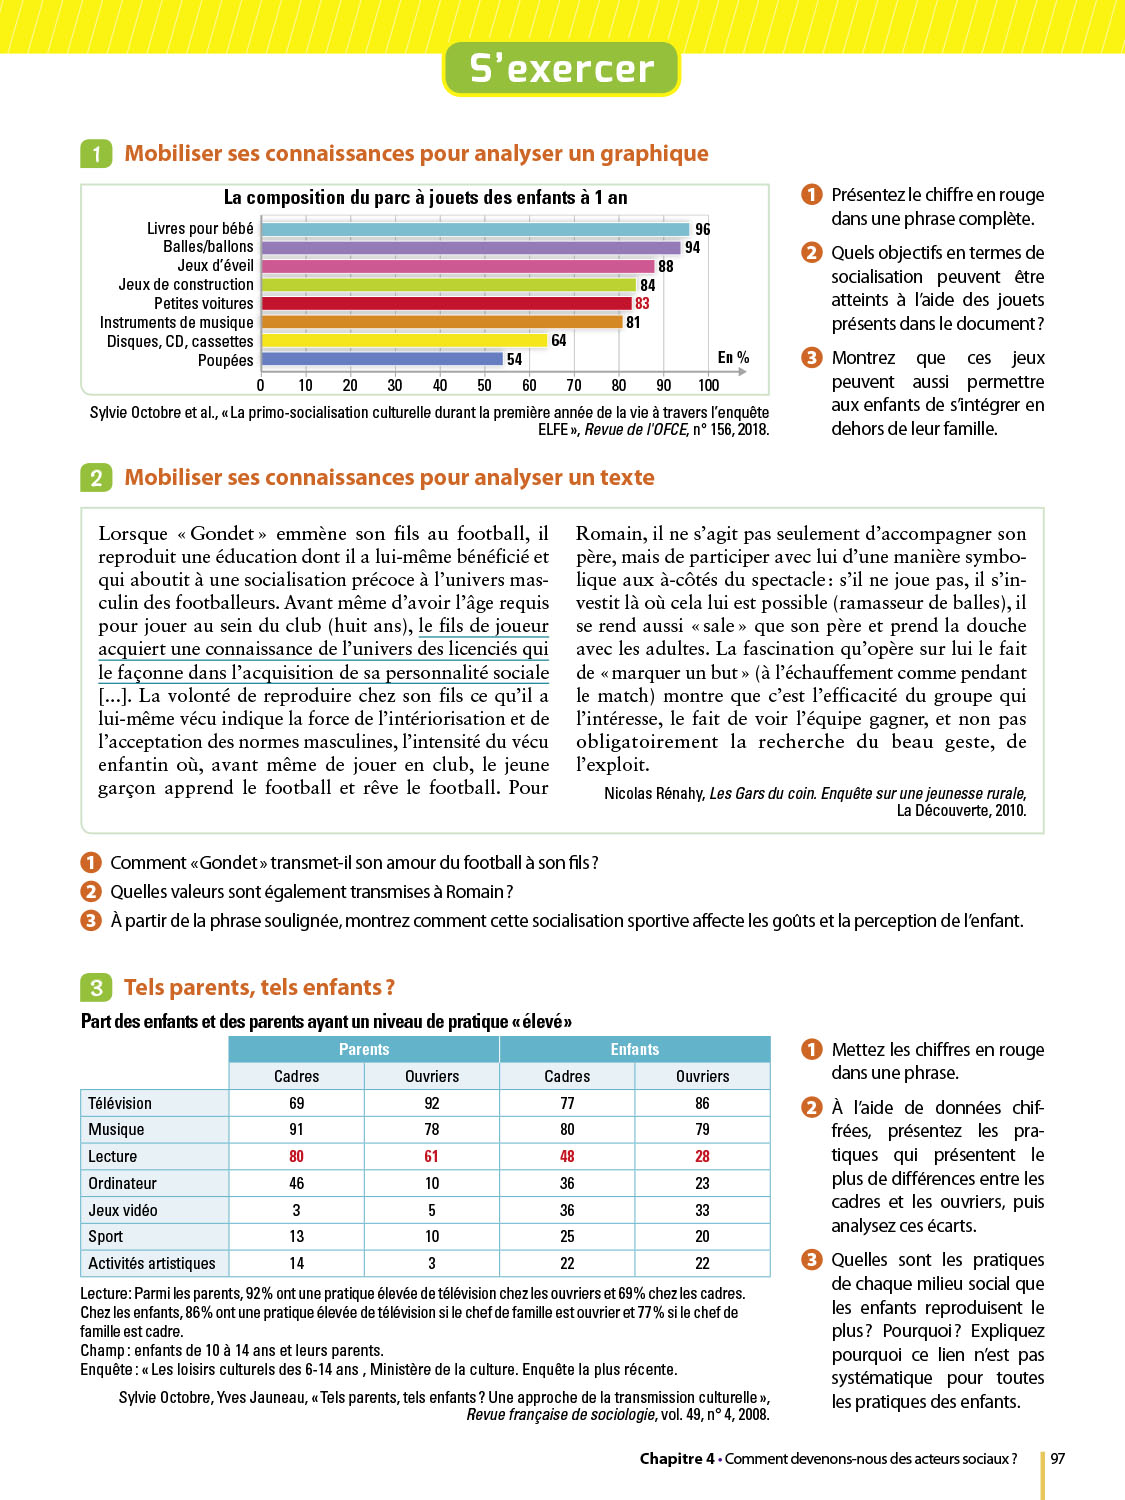 S'exercer
1 Mobiliser ses connaissances pour analyser un graphique
La composition du parc à jouets des enfants à 1 an
Livres pour bébé 96
Balles/ballons 94
Jeux d'éveil 88
Jeux de construction 84
Petites voitures 83
Instruments de musique 81
Disques, CD, cassettes 64
Poupées 54
En %
0 10 20 30 40 50 60 70 80 90 100
Sylvie Octobre et al., « La primo-socialisation culturelle durant la première année de la vie à travers l'enquête
ELFE », Revue de l'OFCE, n° 156, 2018.
1 Présentez le chiffre en rouge
dans une phrase complète.
2 Quels objectifs en termes de
socialisation peuvent être
atteints à l'aide des jouets
présents dans le document ?
3 Montrez que ces jeux
peuvent aussi permettre
aux enfants de s'intégrer en
dehors de leur famille.
2 Mobiliser ses connaissances pour analyser un texte
Lorsque « Gondet » emmène son fils au football, il
reproduit une éducation dont il a lui-même bénéficié et
qui aboutit à une socialisation précoce à l'univers mas-
culin des footballeurs. Avant même d'avoir l'âge requis
pour jouer au sein du club (huit ans), le fils de joueur
acquiert une connaissance de l'univers des licenciés qui
le façonne dans l'acquisition de sa personnalité sociale
[...]. La volonté de reproduire chez son fils ce qu'il a
lui-même vécu indique la force de l'intériorisation et de
l'acceptation des normes masculines, l'intensité du vécu
enfantin où, avant même de jouer en club, le jeune
garçon apprend le football et rêve le football. Pour
Romain, il ne s'agit pas seulement d'accompagner son
père, mais de participer avec lui d'une manière symbo-
lique aux à-côtés du spectacle : s'il ne joue pas, il s'in-
vestit là où cela lui est possible (ramasseur de balles), il
se rend aussi « sale » que son père et prend la douche
avec les adultes. La fascination qu'opère sur lui le fait
de « marquer un but » (à l'échauffement comme pendant
le match) montre que c'est l'efficacité du groupe qui
l'intéresse, le fait de voir l'équipe gagner, et non pas
obligatoirement la recherche du beau geste, de
l'exploit.
Nicolas Rénahy, Les Gars du coin. Enquête sur une jeunesse rurale,
La Découverte, 2010.
1 Comment « Gondet » transmet-il son amour du football à son fils ?
2 Quelles valeurs sont également transmises à Romain ?
3 À partir de la phrase soulignée, montrez comment cette socialisation sportive affecte les goûts et la perception de l'enfant.
3 Tels parents, tels enfants ?
Part des enfants et des parents ayant un niveau de pratique « élevé »
Parents Enfants
Cadres Ouvriers Cadres Ouvriers
Télévision 69 92 77 86
Musique 91 78 80 79
Lecture 80 61 48 28
Ordinateur 46 10 36 23
Jeux vidéo 3 5 36 33
Sport 13 10 25 20
Activités artistiques 14 3 22 22
Lecture : Parmi les parents, 92 % ont une pratique élevée de télévision chez les ouvriers et 69 % chez les cadres.
Chez les enfants, 86 % ont une pratique élevée de télévision si le chef de famille est ouvrier et 77 % si le chef de
famille est cadre.
Champ : enfants de 10 à 14 ans et leurs parents.
Enquête : « Les loisirs culturels des 6-14 ans , Ministère de la culture. Enquête la plus récente.
Sylvie Octobre, Yves Jauneau, « Tels parents, tels enfants ? Une approche de la transmission culturelle »,
Revue française de sociologie, vol. 49, n° 4, 2008.
1 Mettez les chiffres en rouge
dans une phrase.
2 À l'aide de données chif-
frées, présentez les pra-
tiques qui présentent le
plus de différences entre les
cadres et les ouvriers, puis
analysez ces écarts.
3 Quelles sont les pratiques
de chaque milieu social que
les enfants reproduisent le
plus ? Pourquoi ? Expliquez
pourquoi ce lien n'est pas
systématique pour toutes
les pratiques des enfants.
Chapitre 4 • Comment devenons-nous des acteurs sociaux ? 97